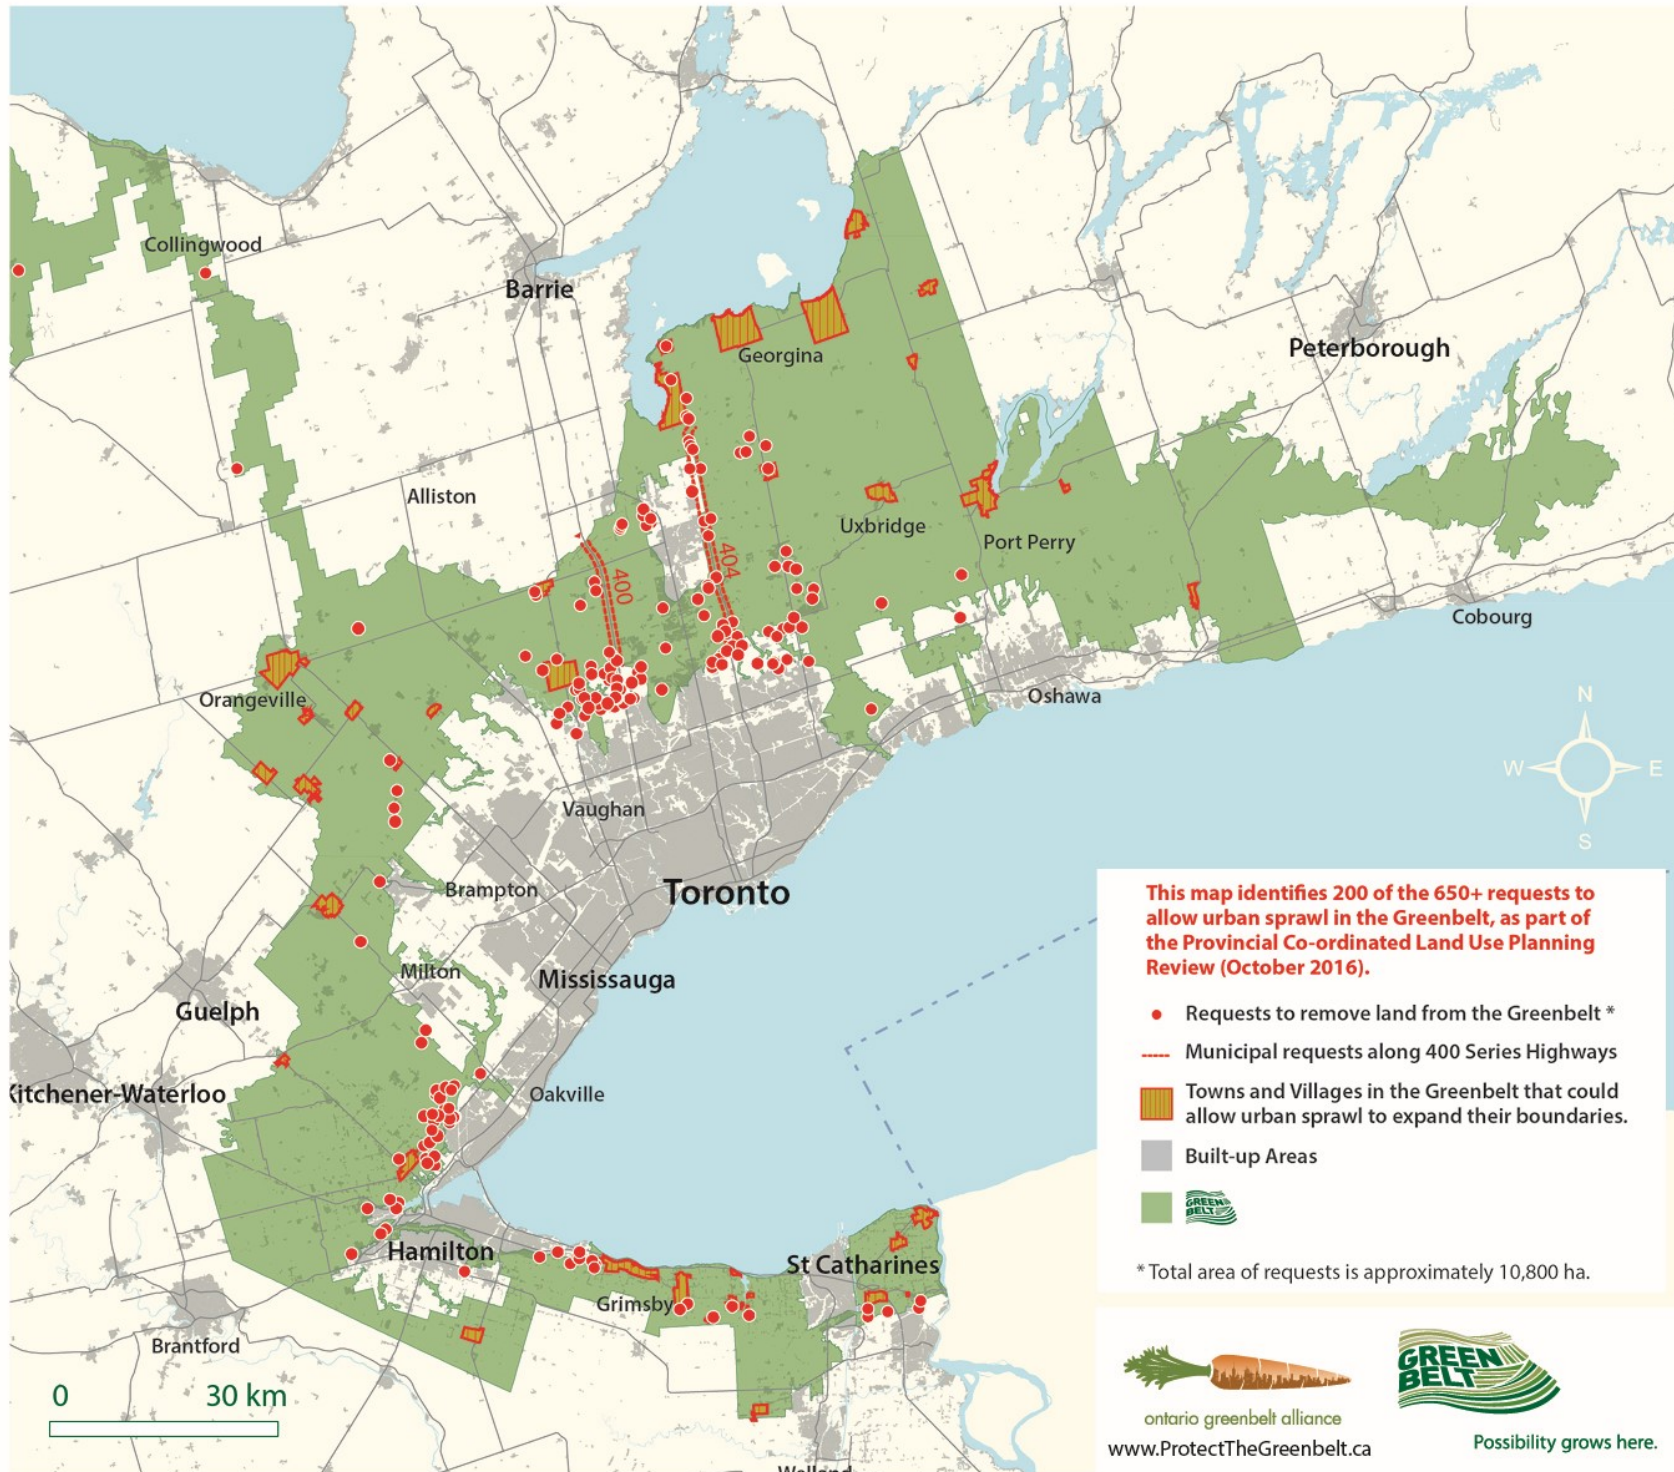 Collingwood
Barrie
Georgina
Peterborough
Alliston
Uxbridge
Port Perry
404
400
Cobourg
Orangeville
Oshawa
N
W
E
S
Vaughan
Brampton
Toronto
Milton
Mississauga
Guelph
Kitchener-Waterloo
Oakville
Hamilton
St Catharines
Grimsby
Brantford
Welland
0 30 km
This map identifies 200 of the 650+ requests to
allow urban sprawl in the Greenbelt, as part of
the Provincial Co-ordinated Land Use Planning
Review (October 2016).
Requests to remove land from the Greenbelt *
Municipal requests along 400 Series Highways
Towns and Villages in the Greenbelt that could
allow urban sprawl to expand their boundaries.
Built-up Areas
GREEN
BELT
* Total area of requests is approximately 10,800 ha.
ontario greenbelt alliance
www.ProtectTheGreenbelt.ca
GREEN
BELT
Possibility grows here.